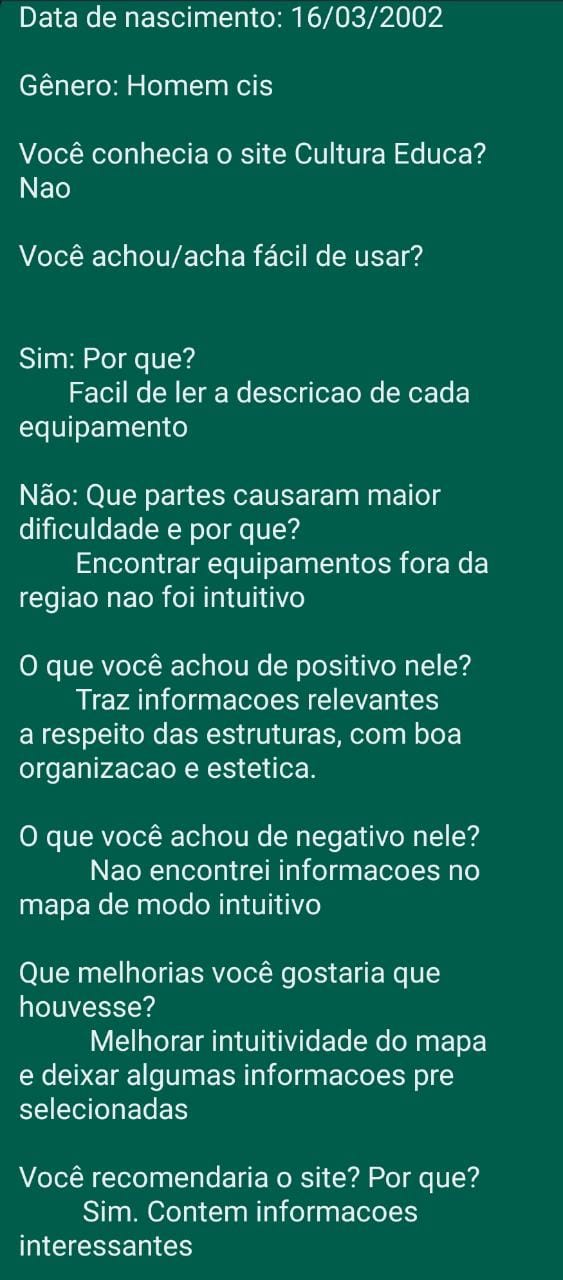 Data de nascimento: 16/03/2002
Gênero: Homem cis
Você conhecia o site Cultura Educa?
Nao
Você achou/acha fácil de usar?
Sim: Por que?
Facil de ler a descricao de cada
equipamento
Não: Que partes causaram maior
dificuldade e por que?
Encontrar equipamentos fora da
regiao nao foi intuitivo
O que você achou de positivo nele?
Traz informacoes relevantes
a respeito das estruturas, com boa
organizacao e estetica.
O que você achou de negativo nele?
Nao encontrei informacoes no
mapa de modo intuitivo
Que melhorias você gostaria que
houvesse?
Melhorar intuitividade do mapa
e deixar algumas informacoes pre
selecionadas
Você recomendaria o site? Por que?
Sim. Contem informacoes
interessantes